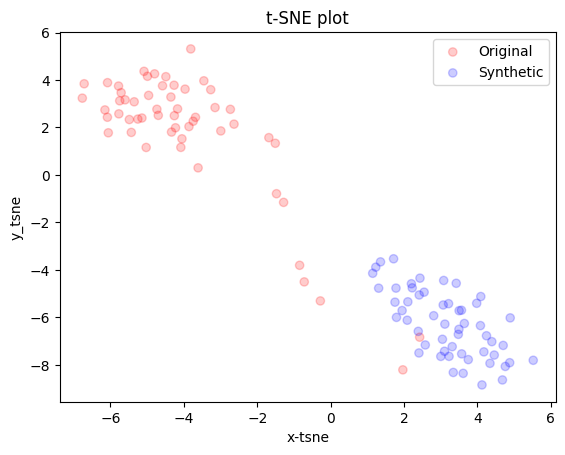 t-SNE plot
Original
Synthetic
6
4
2
0
−2
−4
−6
−8
y_tsne
−6 −4 −2 0 2 4 6
x-tsne